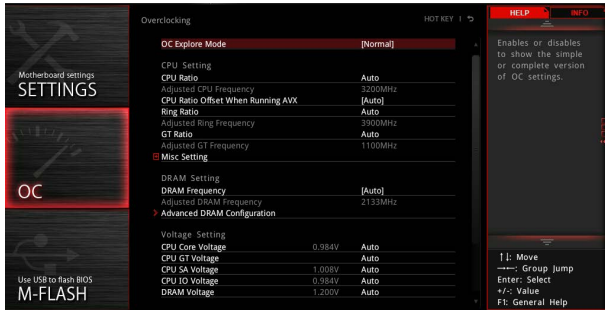 Motherboard settings
SETTINGS
OC
Use USB to flash BIOS
M-FLASH
Overclocking
HOT KEY | ↩
OC Explore Mode [Normal]
CPU Setting
CPU Ratio Auto
Adjusted CPU Frequency 3200MHz
CPU Ratio Offset When Running AVX [Auto]
Ring Ratio Auto
Adjusted Ring Frequency 3900MHz
GT Ratio Auto
Adjusted GT Frequency 1100MHz
+ Misc Setting
DRAM Setting
DRAM Frequency [Auto]
Adjusted DRAM Frequency 2133MHz
> Advanced DRAM Configuration
Voltage Setting
CPU Core Voltage 0.984V Auto
CPU GT Voltage Auto
CPU SA Voltage 1.008V Auto
CPU IO Voltage 0.984V Auto
DRAM Voltage 1.200V Auto
HELP
INFO
Enables or disables
to show the simple
or complete version
of OC settings.
↑↓: Move
→←: Group Jump
Enter: Select
+/-: Value
F1: General Help